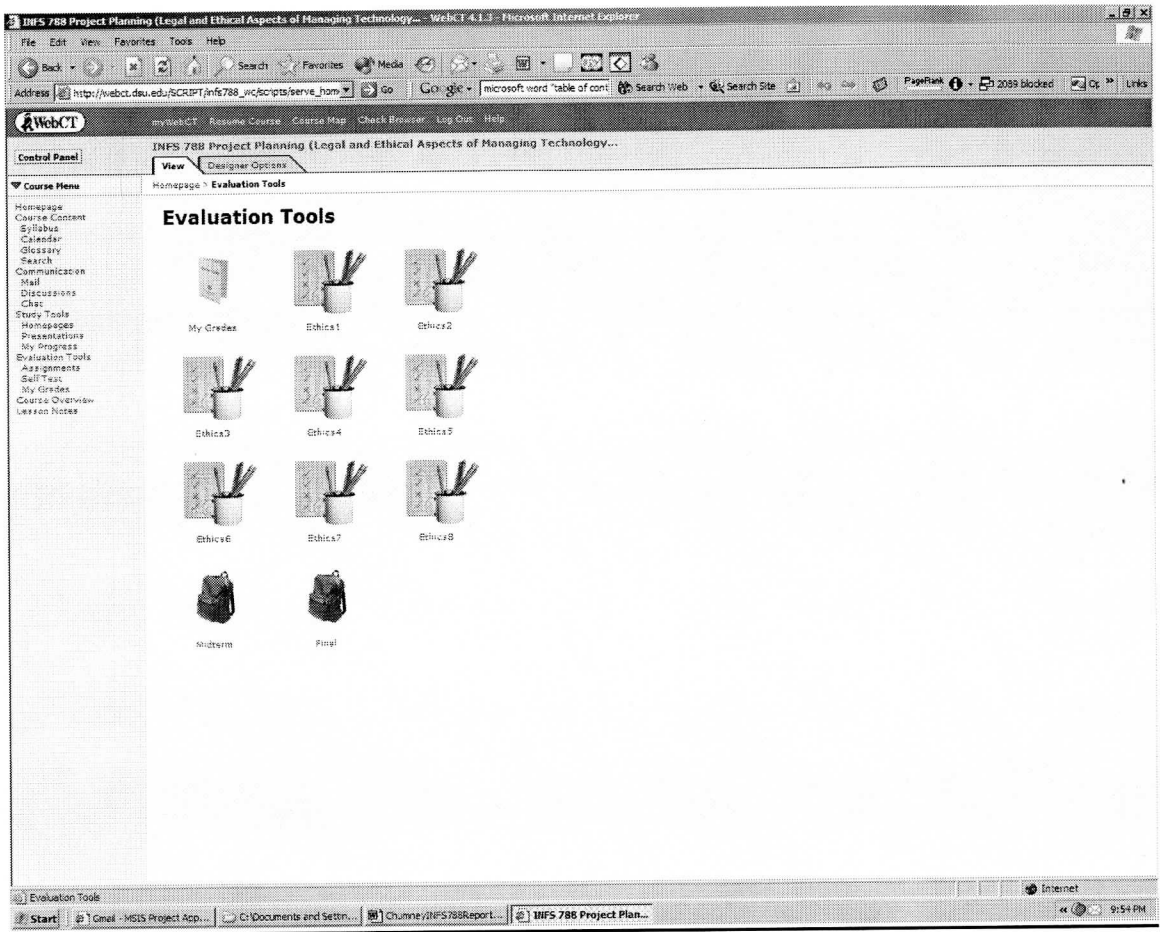 INFS 788 Project Planning (Legal and Ethical Aspects of Managing Technology... - WebCT 4.1.3 - Microsoft Internet Explorer
File Edit View Favorites Tools Help
Back Search Favorites Media
Address http://webct.dsu.edu/SCRIPT/infs788_wc/scripts/serve_hom Go Google microsoft word "table of cont Search Web Search Site PageRank 2089 blocked Links
WebCT myWebCT Resume Course Course Map Check Browser Log Out Help
Control Panel
INFS 788 Project Planning (Legal and Ethical Aspects of Managing Technology...
View Designer Options
Course Menu
Homepage > Evaluation Tools
Homepage
Course Content
Syllabus
Calendar
Glossary
Search
Communication
Mail
Discussions
Chat
Study Tools
Homepages
Presentations
My Progress
Evaluation Tools
Assignments
Self Test
My Grades
Course Overview
Lesson Notes
Evaluation Tools
My Grades Ethics1 Ethics2
Ethics3 Ethics4 Ethics5
Ethics6 Ethics7 Ethics8
Midterm Final
Evaluation Tools Internet
Start Gmail - MSIS Project App... C:\Documents and Settin... ChumneyINFS788Report... INFS 788 Project Plan... 9:54 PM